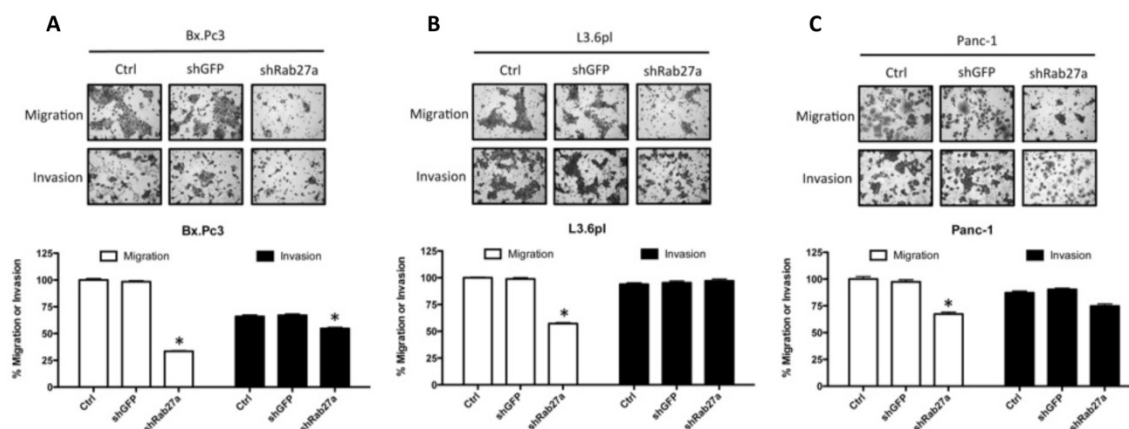 A
Bx.Pc3
Ctrl shGFP shRab27a
Migration
Invasion
Bx.Pc3
Migration Invasion
% Migration or Invasion
125
100
75
50
25
*
*
Ctrl shGFP shRab27a Ctrl shGFP shRab27a
B
L3.6pl
Ctrl shGFP shRab27a
Migration
Invasion
L3.6pl
Migration Invasion
% Migration or Invasion
125
100
75
50
25
0
*
Ctrl shGFP shRab27a Ctrl shGFP shRab27a
C
Panc-1
Ctrl shGFP shRab27a
Migration
Invasion
Panc-1
Migration Invasion
% Migration or Invasion
125
100
75
50
25
0
*
Ctrl shGFP shRab27a Ctrl shGFP shRab27a